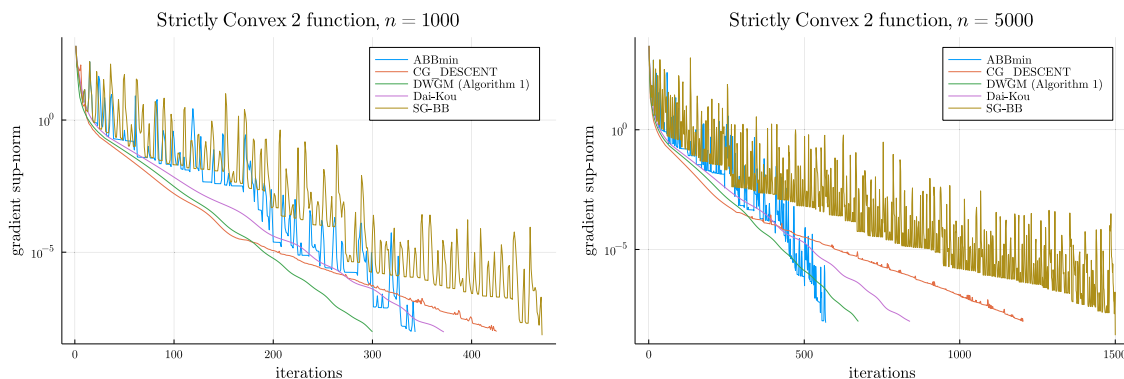 Strictly Convex 2 function, n = 1000
gradient sup-norm
10^0
10^-5
ABBmin
CG_DESCENT
DWGM (Algorithm 1)
Dai-Kou
SG-BB
0 100 200 300 400
iterations
Strictly Convex 2 function, n = 5000
gradient sup-norm
10^0
10^-5
ABBmin
CG_DESCENT
DWGM (Algorithm 1)
Dai-Kou
SG-BB
0 500 1000 1500
iterations